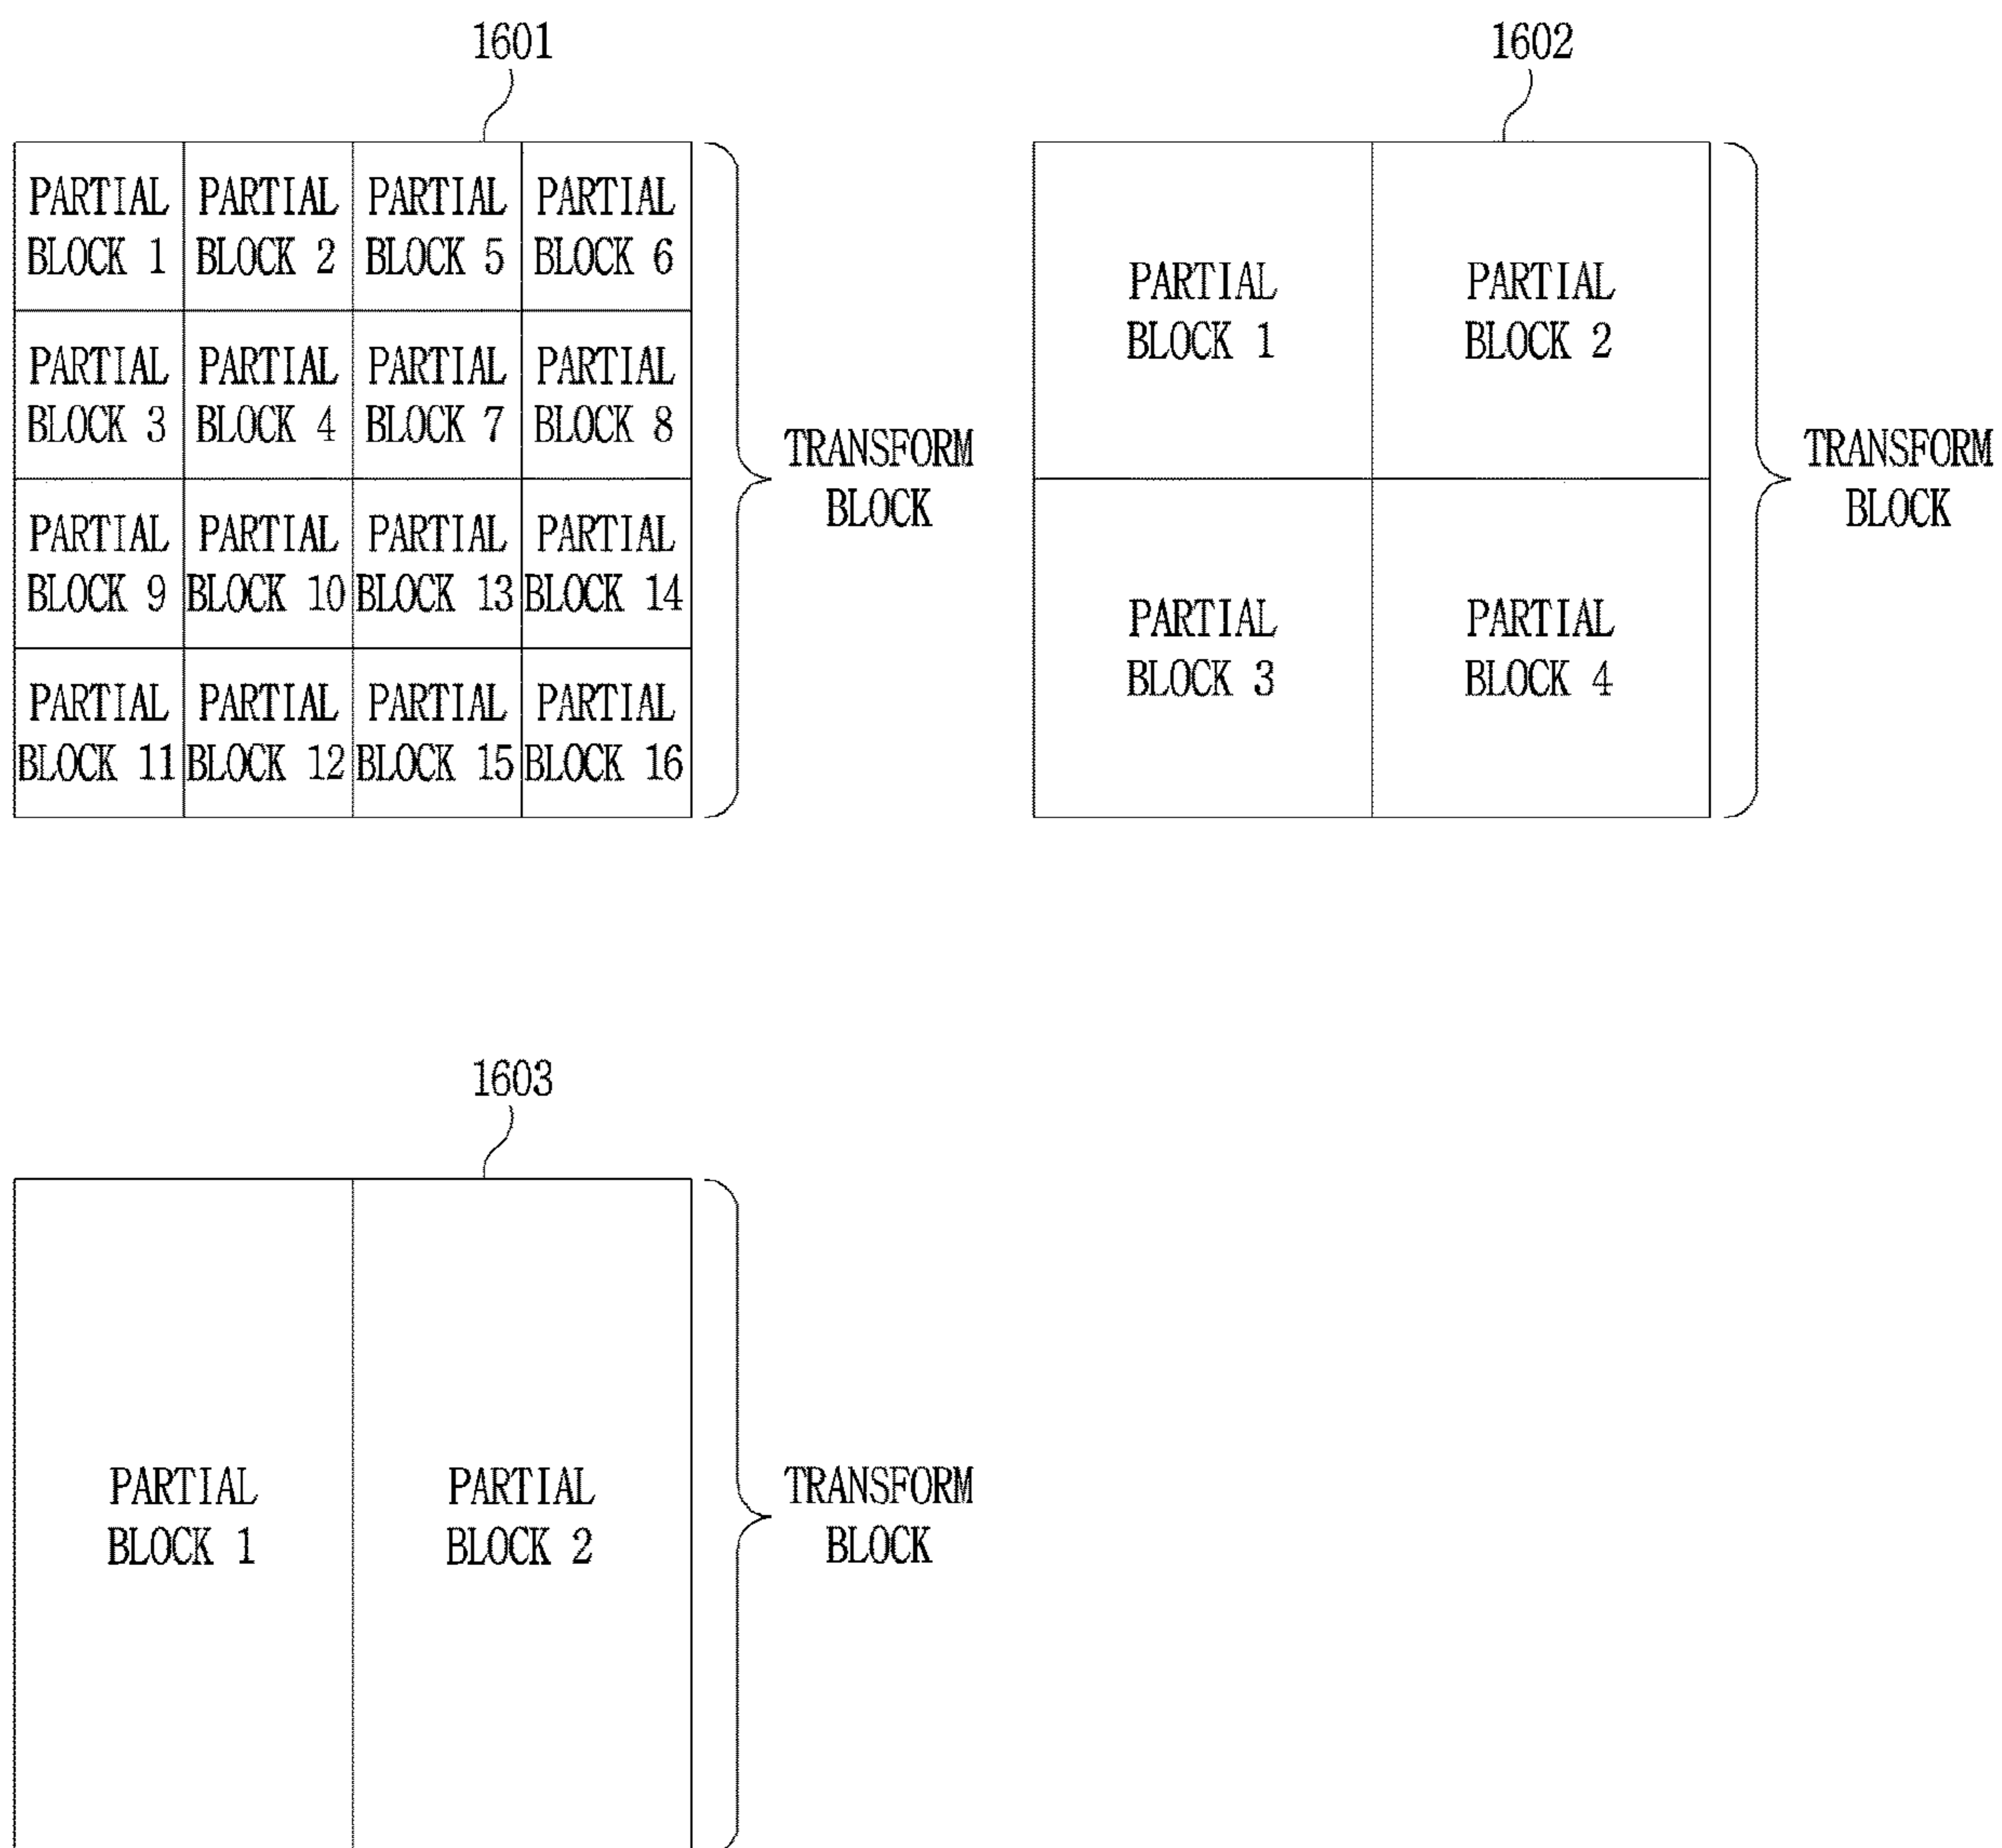 1601
PARTIAL BLOCK 1
PARTIAL BLOCK 2
PARTIAL BLOCK 5
PARTIAL BLOCK 6
PARTIAL BLOCK 3
PARTIAL BLOCK 4
PARTIAL BLOCK 7
PARTIAL BLOCK 8
PARTIAL BLOCK 9
PARTIAL BLOCK 10
PARTIAL BLOCK 13
PARTIAL BLOCK 14
PARTIAL BLOCK 11
PARTIAL BLOCK 12
PARTIAL BLOCK 15
PARTIAL BLOCK 16
TRANSFORM
BLOCK
1602
PARTIAL
BLOCK 1
PARTIAL
BLOCK 2
PARTIAL
BLOCK 3
PARTIAL
BLOCK 4
TRANSFORM
BLOCK
1603
PARTIAL
BLOCK 1
PARTIAL
BLOCK 2
TRANSFORM
BLOCK